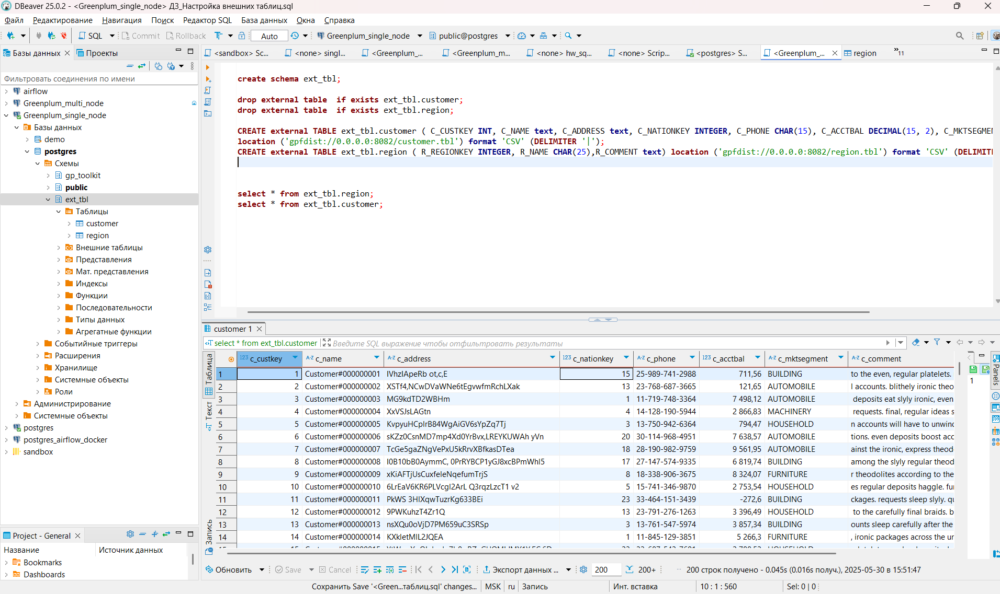 DBeaver 25.0.2 - <Greenplum_single_node> ДЗ_Настройка внешних таблиц.sql
Файл Редактирование Навигация Поиск Редактор SQL База данных Окна Справка
SQL Commit Rollback Auto Greenplum_single_node public@postgres
Базы данных Проекты
<sandbox> Sc... <none> singl... <Greenplum_... <Greenplum_m... <none> hw_sq... <none> Scrip... <postgres> S... <Greenplum_... region »11
Фильтровать соединения по имени
airflow
Greenplum_multi_node
Greenplum_single_node
Базы данных
demo
postgres
Схемы
gp_toolkit
public
ext_tbl
Таблицы
customer
region
Внешние таблицы
Представления
Мат. представления
Индексы
Функции
Последовательности
Типы данных
Агрегатные функции
Событийные триггеры
Расширения
Хранилище
Системные объекты
Роли
Администрирование
Системные объекты
postgres
postgres_airflow_docker
sandbox
create schema ext_tbl;
drop external table  if exists ext_tbl.customer;
drop external table  if exists ext_tbl.region;
CREATE external TABLE ext_tbl.customer ( C_CUSTKEY INT, C_NAME text, C_ADDRESS text, C_NATIONKEY INTEGER, C_PHONE CHAR(15), C_ACCTBAL DECIMAL(15, 2), C_MKTSEGME
location ('gpfdist://0.0.0.0:8082/customer.tbl') format 'CSV' (DELIMITER '|');
CREATE external TABLE ext_tbl.region ( R_REGIONKEY INTEGER, R_NAME CHAR(25),R_COMMENT text) location ('gpfdist://0.0.0.0:8082/region.tbl') format 'CSV' (DELIMIT
select * from ext_tbl.region;
select * from ext_tbl.customer;
customer 1
select * from ext_tbl.customer Введите SQL выражение чтобы отфильтровать результаты
Таблица
Текст
Запись
123 c_custkey A-Z c_name A-Z c_address 123 c_nationkey A-Z c_phone 123 c_acctbal A-Z c_mktsegment A-Z c_comment
1 1 Customer#000000001 IVhzIApeRb ot,c,E 15 25-989-741-2988 711,56 BUILDING to the even, regular platelets.
2 2 Customer#000000002 XSTf4,NCwDVaWNe6tEgvwfmRchLXak 13 23-768-687-3665 121,65 AUTOMOBILE l accounts. blithely ironic theo
3 3 Customer#000000003 MG9kdTD2WBHm 1 11-719-748-3364 7 498,12 AUTOMOBILE deposits eat slyly ironic, even
4 4 Customer#000000004 XxVSJsLAGtn 4 14-128-190-5944 2 866,83 MACHINERY requests. final, regular ideas s
5 5 Customer#000000005 KvpyuHCplrB84WgAiGV6sYpZq7Tj 3 13-750-942-6364 794,47 HOUSEHOLD n accounts will have to unwind
6 6 Customer#000000006 sKZz0CsnMD7mp4Xd0YrBvx,LREYKUWAh yVn 20 30-114-968-4951 7 638,57 AUTOMOBILE tions. even deposits boost acc
7 7 Customer#000000007 TcGe5gaZNgVePxU5kRrvXBfkasDTea 18 28-190-982-9759 9 561,95 AUTOMOBILE ainst the ironic, express theod
8 8 Customer#000000008 I0B10bB0AymmC, 0PrRYBCP1yGJ8xcBPmWhl5 17 27-147-574-9335 6 819,74 BUILDING among the slyly regular theod
9 9 Customer#000000009 xKiAFTjUsCuxfeleNqefumTrjS 8 18-338-906-3675 8 324,07 FURNITURE r theodolites according to the
10 10 Customer#000000010 6LrEaV6KR6PLVcgl2ArL Q3rqzLzcT1 v2 5 15-741-346-9870 2 753,54 HOUSEHOLD es regular deposits haggle. fu
11 11 Customer#000000011 PkWS 3HlXqwTuzrKg633BEi 23 33-464-151-3439 -272,6 BUILDING ckages. requests sleep slyly. q
12 12 Customer#000000012 9PWKuhzT4Zr1Q 13 23-791-276-1263 3 396,49 HOUSEHOLD to the carefully final braids. b
13 13 Customer#000000013 nsXQu0oVjD7PM659uC3SRSp 3 13-761-547-5974 3 857,34 BUILDING ounts sleep carefully after the
14 14 Customer#000000014 KXkletMlL2JQEA 1 11-845-129-3851 5 266,3 FURNITURE , ironic packages across the u
1
Panels
Project - General
Название Источник данных
Bookmarks
Dashboards
Обновить Save Cancel Экспорт данных ... 200 200+ 200 строк получено - 0.045s (0.016s получ.), 2025-05-30 в 15:51:47
Сохранить Save '<Green...таблиц.sql' changes... MSK ru Запись Инт. вставка 10 : 1 : 560 Sel: 0 | 0